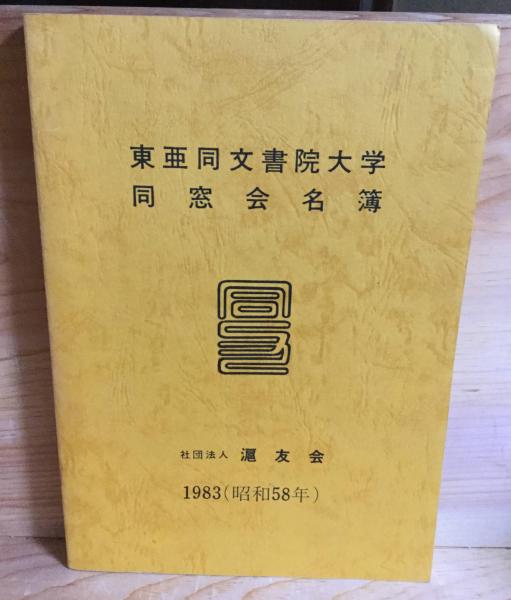 東亜同文書院大学
同窓会名簿
社団法人 滬友会
1983(昭和58年)